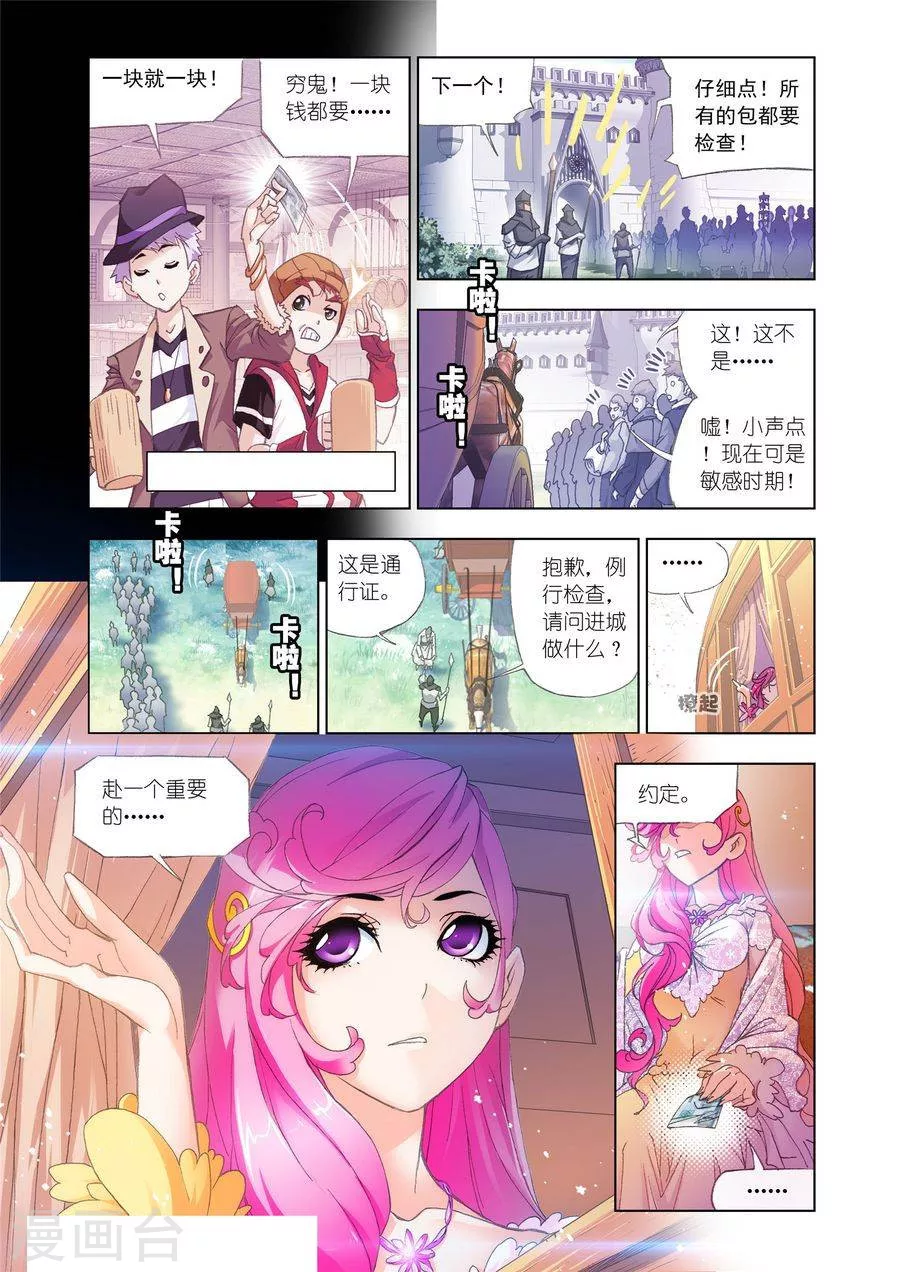 一块就一块！
穷鬼！一块
钱都要……
下一个！
仔细点！所
有的包都要
检查！
卡啦！
卡啦！
这！这不
是……
嘘！小声点
！现在可是
敏感时期！
卡啦！
卡啦！
这是通
行证。
抱歉，例
行检查，
请问进城
做什么？
……
撩起
赴一个重要
的……
约定。
……
漫画台